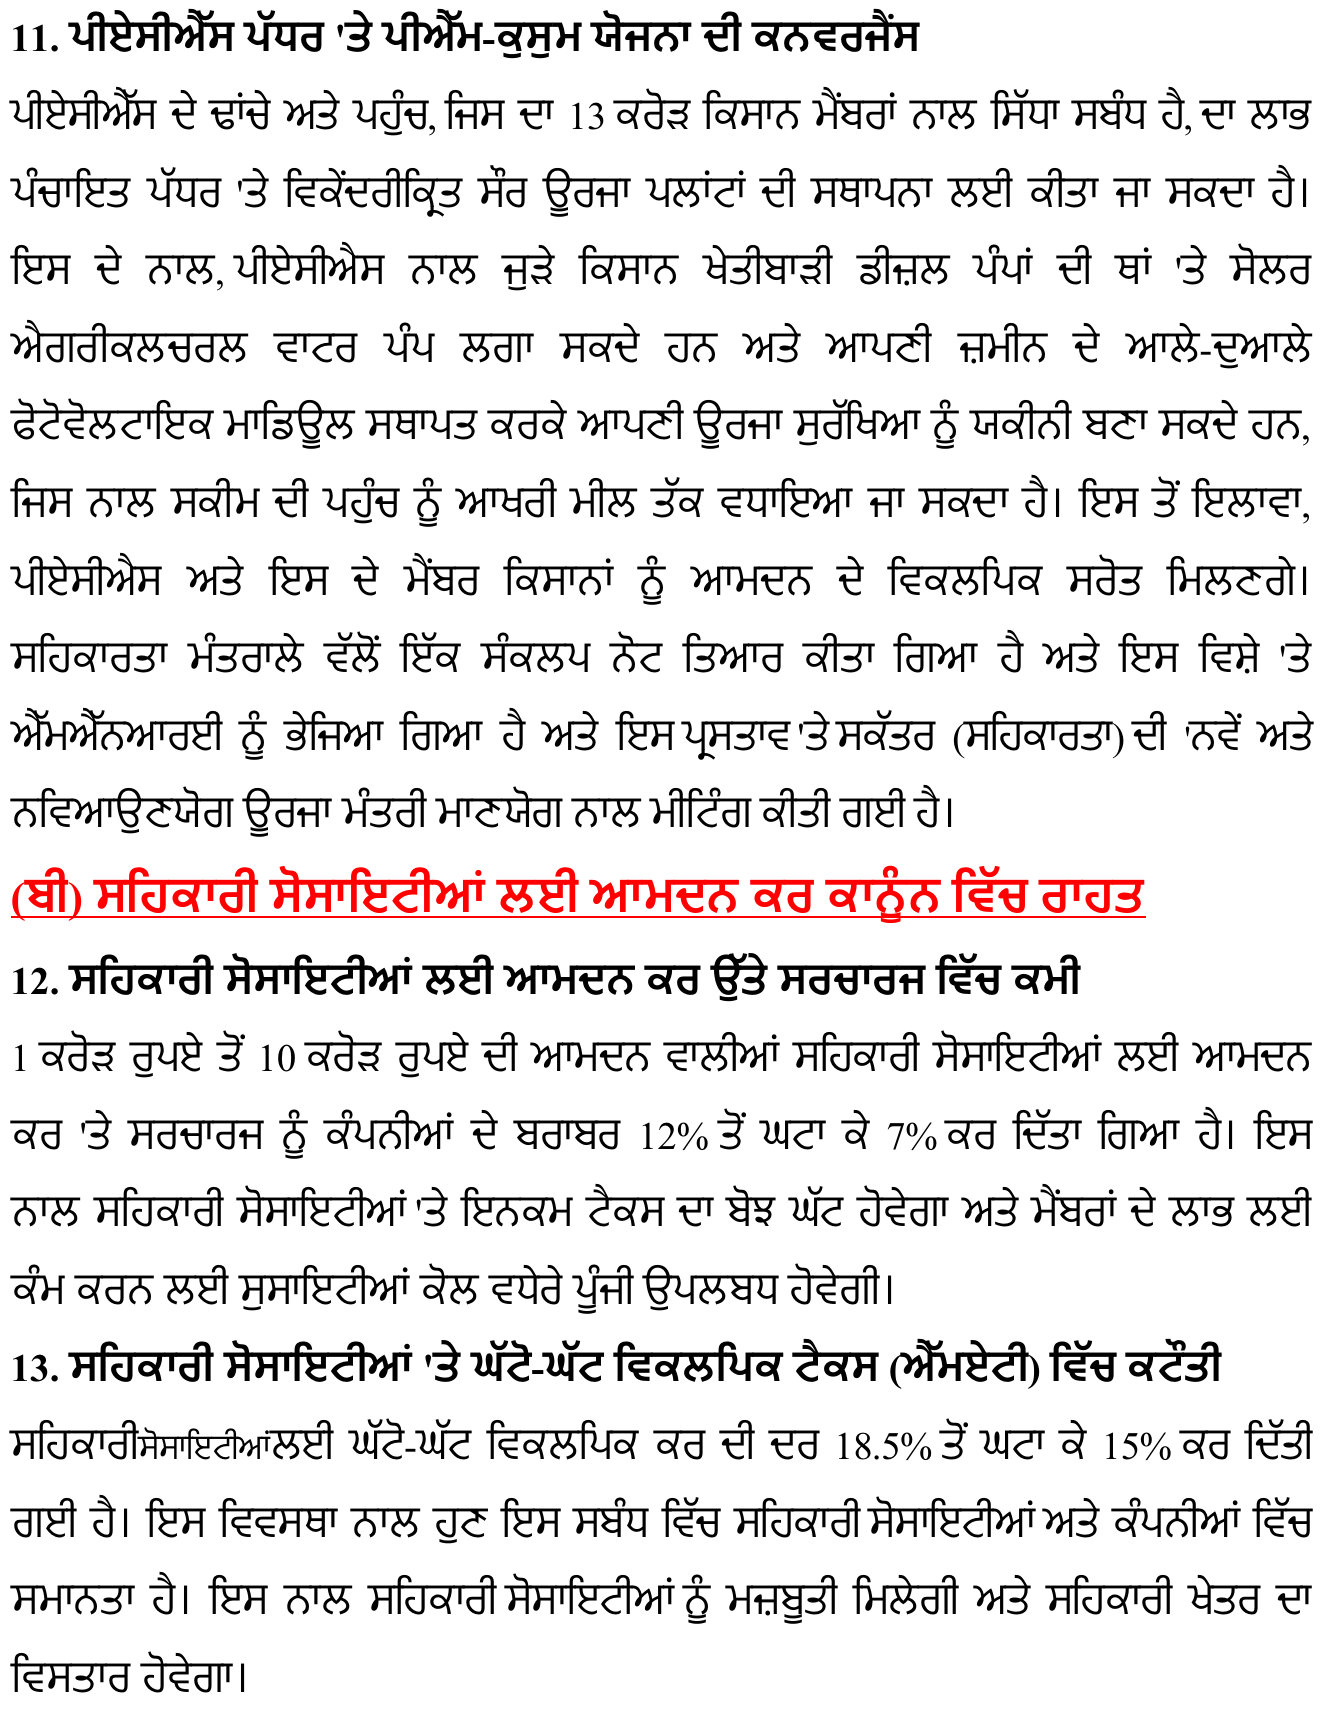 11. ਪੀਏਸੀਐੱਸ ਪੱਧਰ 'ਤੇ ਪੀਐੱਮ-ਕੁਸੁਮ ਯੋਜਨਾ ਦੀ ਕਨਵਰਜੈਂਸ
ਪੀਏਸੀਐੱਸ ਦੇ ਢਾਂਚੇ ਅਤੇ ਪਹੁੰਚ, ਜਿਸ ਦਾ 13 ਕਰੋੜ ਕਿਸਾਨ ਮੈਂਬਰਾਂ ਨਾਲ ਸਿੱਧਾ ਸਬੰਧ ਹੈ, ਦਾ ਲਾਭ
ਪੰਚਾਇਤ ਪੱਧਰ 'ਤੇ ਵਿਕੇਂਦਰੀਕ੍ਰਿਤ ਸੌਰ ਊਰਜਾ ਪਲਾਂਟਾਂ ਦੀ ਸਥਾਪਨਾ ਲਈ ਕੀਤਾ ਜਾ ਸਕਦਾ ਹੈ।
ਇਸ ਦੇ ਨਾਲ, ਪੀਏਸੀਐਸ ਨਾਲ ਜੁੜੇ ਕਿਸਾਨ ਖੇਤੀਬਾੜੀ ਡੀਜ਼ਲ ਪੰਪਾਂ ਦੀ ਥਾਂ 'ਤੇ ਸੋਲਰ
ਐਗਰੀਕਲਚਰਲ ਵਾਟਰ ਪੰਪ ਲਗਾ ਸਕਦੇ ਹਨ ਅਤੇ ਆਪਣੀ ਜ਼ਮੀਨ ਦੇ ਆਲੇ-ਦੁਆਲੇ
ਫੋਟੋਵੋਲਟਾਇਕ ਮਾਡਿਊਲ ਸਥਾਪਤ ਕਰਕੇ ਆਪਣੀ ਊਰਜਾ ਸੁਰੱਖਿਆ ਨੂੰ ਯਕੀਨੀ ਬਣਾ ਸਕਦੇ ਹਨ,
ਜਿਸ ਨਾਲ ਸਕੀਮ ਦੀ ਪਹੁੰਚ ਨੂੰ ਆਖਰੀ ਮੀਲ ਤੱਕ ਵਧਾਇਆ ਜਾ ਸਕਦਾ ਹੈ। ਇਸ ਤੋਂ ਇਲਾਵਾ,
ਪੀਏਸੀਐਸ ਅਤੇ ਇਸ ਦੇ ਮੈਂਬਰ ਕਿਸਾਨਾਂ ਨੂੰ ਆਮਦਨ ਦੇ ਵਿਕਲਪਿਕ ਸਰੋਤ ਮਿਲਣਗੇ।
ਸਹਿਕਾਰਤਾ ਮੰਤਰਾਲੇ ਵੱਲੋਂ ਇੱਕ ਸੰਕਲਪ ਨੋਟ ਤਿਆਰ ਕੀਤਾ ਗਿਆ ਹੈ ਅਤੇ ਇਸ ਵਿਸ਼ੇ 'ਤੇ
ਐੱਮਐੱਨਆਰਈ ਨੂੰ ਭੇਜਿਆ ਗਿਆ ਹੈ ਅਤੇ ਇਸ ਪ੍ਰਸਤਾਵ 'ਤੇ ਸਕੱਤਰ (ਸਹਿਕਾਰਤਾ) ਦੀ 'ਨਵੇਂ ਅਤੇ
ਨਵਿਆਉਣਯੋਗ ਊਰਜਾ ਮੰਤਰੀ ਮਾਣਯੋਗ ਨਾਲ ਮੀਟਿੰਗ ਕੀਤੀ ਗਈ ਹੈ।
(ਬੀ) ਸਹਿਕਾਰੀ ਸੋਸਾਇਟੀਆਂ ਲਈ ਆਮਦਨ ਕਰ ਕਾਨੂੰਨ ਵਿੱਚ ਰਾਹਤ
12. ਸਹਿਕਾਰੀ ਸੋਸਾਇਟੀਆਂ ਲਈ ਆਮਦਨ ਕਰ ਉੱਤੇ ਸਰਚਾਰਜ ਵਿੱਚ ਕਮੀ
1 ਕਰੋੜ ਰੁਪਏ ਤੋਂ 10 ਕਰੋੜ ਰੁਪਏ ਦੀ ਆਮਦਨ ਵਾਲੀਆਂ ਸਹਿਕਾਰੀ ਸੋਸਾਇਟੀਆਂ ਲਈ ਆਮਦਨ
ਕਰ 'ਤੇ ਸਰਚਾਰਜ ਨੂੰ ਕੰਪਨੀਆਂ ਦੇ ਬਰਾਬਰ 12% ਤੋਂ ਘਟਾ ਕੇ 7% ਕਰ ਦਿੱਤਾ ਗਿਆ ਹੈ। ਇਸ
ਨਾਲ ਸਹਿਕਾਰੀ ਸੋਸਾਇਟੀਆਂ 'ਤੇ ਇਨਕਮ ਟੈਕਸ ਦਾ ਬੋਝ ਘੱਟ ਹੋਵੇਗਾ ਅਤੇ ਮੈਂਬਰਾਂ ਦੇ ਲਾਭ ਲਈ
ਕੰਮ ਕਰਨ ਲਈ ਸੁਸਾਇਟੀਆਂ ਕੋਲ ਵਧੇਰੇ ਪੂੰਜੀ ਉਪਲਬਧ ਹੋਵੇਗੀ।
13. ਸਹਿਕਾਰੀ ਸੋਸਾਇਟੀਆਂ 'ਤੇ ਘੱਟੋ-ਘੱਟ ਵਿਕਲਪਿਕ ਟੈਕਸ (ਐੱਮਏਟੀ) ਵਿੱਚ ਕਟੌਤੀ
ਸਹਿਕਾਰੀਸੋਸਾਇਟੀਆਂਲਈ ਘੱਟੋ-ਘੱਟ ਵਿਕਲਪਿਕ ਕਰ ਦੀ ਦਰ 18.5% ਤੋਂ ਘਟਾ ਕੇ 15% ਕਰ ਦਿੱਤੀ
ਗਈ ਹੈ। ਇਸ ਵਿਵਸਥਾ ਨਾਲ ਹੁਣ ਇਸ ਸਬੰਧ ਵਿੱਚ ਸਹਿਕਾਰੀ ਸੋਸਾਇਟੀਆਂ ਅਤੇ ਕੰਪਨੀਆਂ ਵਿੱਚ
ਸਮਾਨਤਾ ਹੈ। ਇਸ ਨਾਲ ਸਹਿਕਾਰੀ ਸੋਸਾਇਟੀਆਂ ਨੂੰ ਮਜ਼ਬੂਤੀ ਮਿਲੇਗੀ ਅਤੇ ਸਹਿਕਾਰੀ ਖੇਤਰ ਦਾ
ਵਿਸਤਾਰ ਹੋਵੇਗਾ।